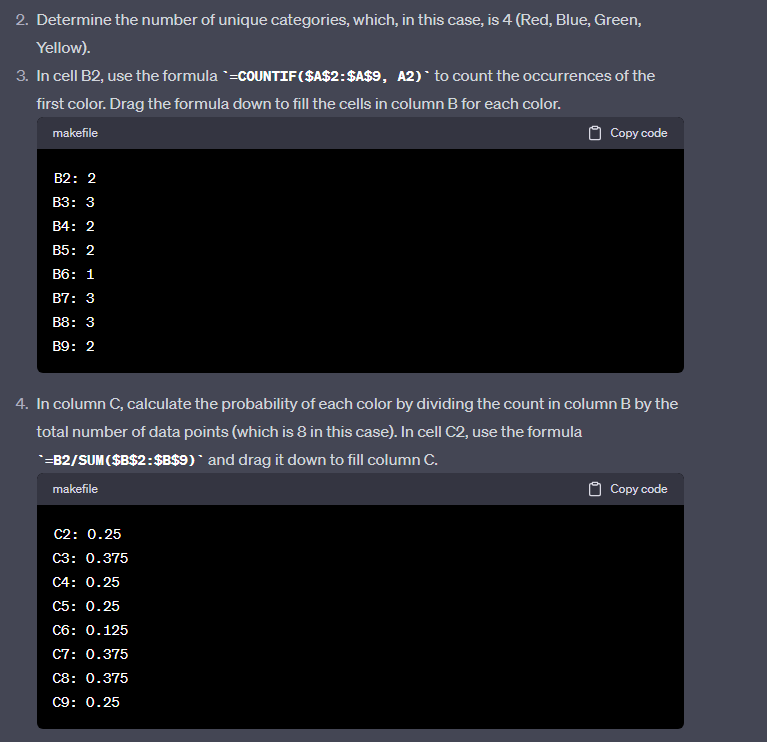 2. Determine the number of unique categories, which, in this case, is 4 (Red, Blue, Green,
Yellow).
3. In cell B2, use the formula `=COUNTIF($A$2:$A$9, A2)` to count the occurrences of the
first color. Drag the formula down to fill the cells in column B for each color.
makefile Copy code
B2: 2
B3: 3
B4: 2
B5: 2
B6: 1
B7: 3
B8: 3
B9: 2
4. In column C, calculate the probability of each color by dividing the count in column B by the
total number of data points (which is 8 in this case). In cell C2, use the formula
`=B2/SUM($B$2:$B$9)` and drag it down to fill column C.
makefile Copy code
C2: 0.25
C3: 0.375
C4: 0.25
C5: 0.25
C6: 0.125
C7: 0.375
C8: 0.375
C9: 0.25